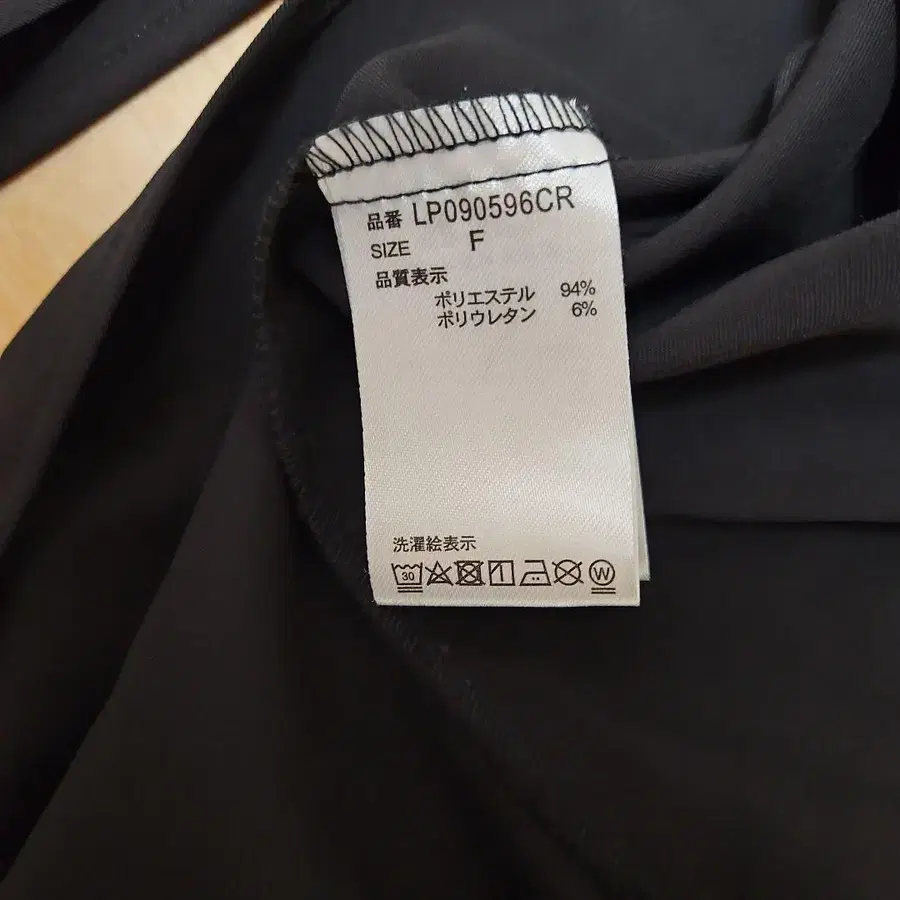 品番 LP090596CR
SIZE F
品質表示
ポリエステル 94%
ポリウレタン 6%
洗濯絵表示
30 W